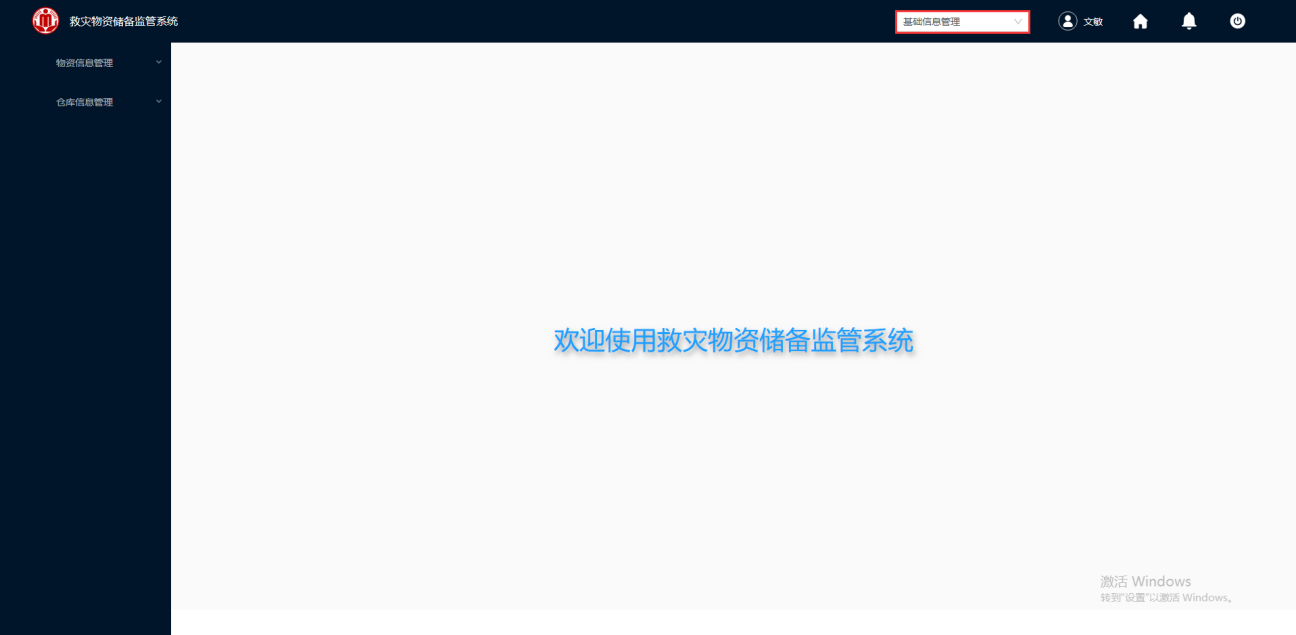 救灾物资储备监管系统
基础信息管理
文敏
物资信息管理
仓库信息管理
欢迎使用救灾物资储备监管系统
激活 Windows
转到"设置"以激活 Windows。